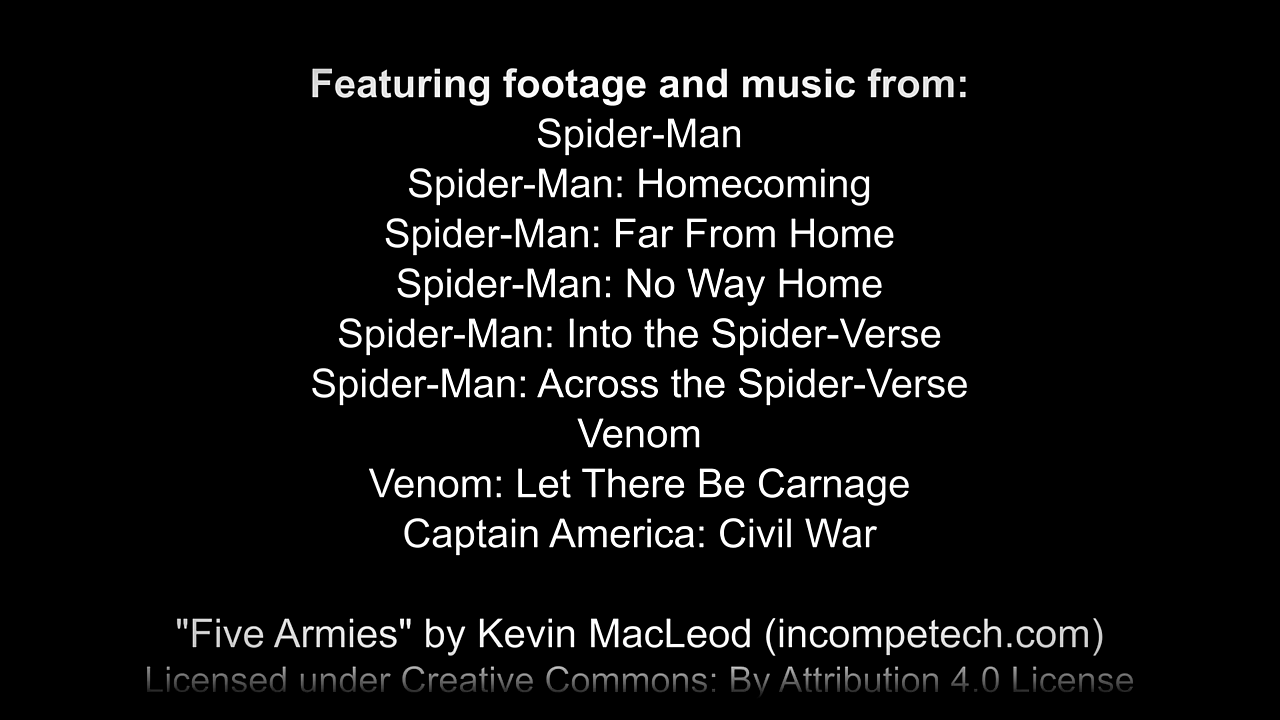 Featuring footage and music from:
Spider-Man
Spider-Man: Homecoming
Spider-Man: Far From Home
Spider-Man: No Way Home
Spider-Man: Into the Spider-Verse
Spider-Man: Across the Spider-Verse
Venom
Venom: Let There Be Carnage
Captain America: Civil War
"Five Armies" by Kevin MacLeod (incompetech.com)
Licensed under Creative Commons: By Attribution 4.0 License